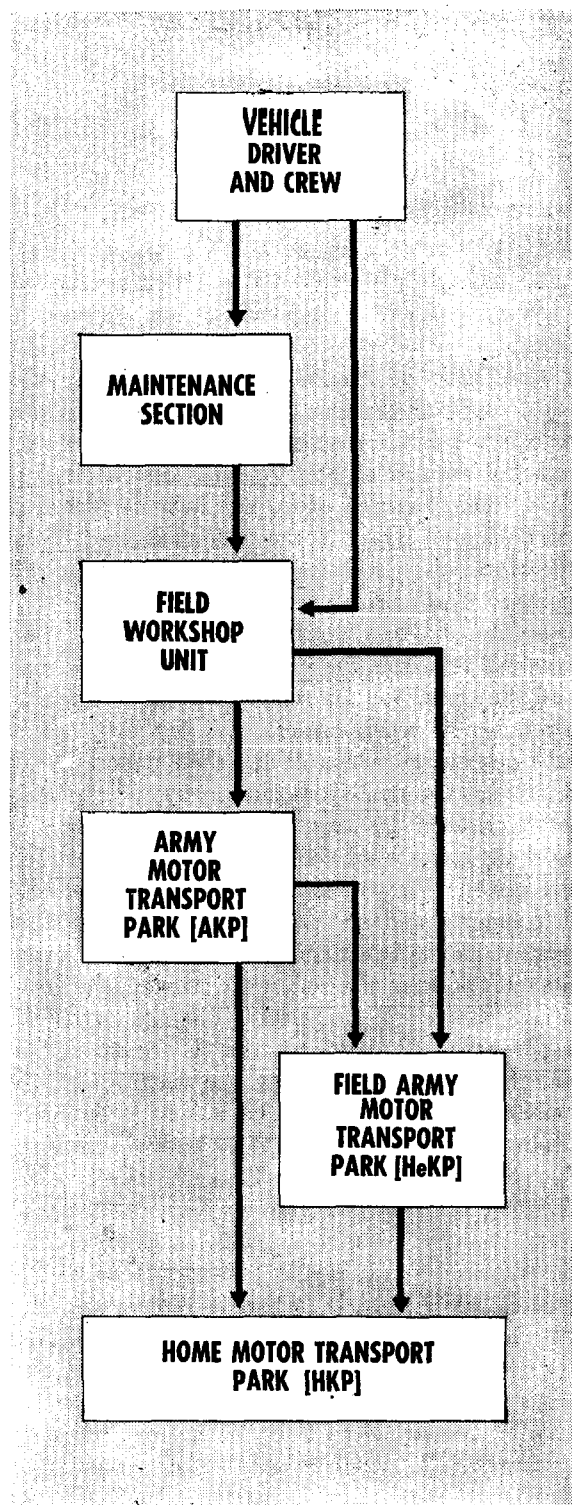 VEHICLE
DRIVER
AND CREW
MAINTENANCE
SECTION
FIELD
WORKSHOP
UNIT
ARMY
MOTOR
TRANSPORT
PARK [AKP]
FIELD ARMY
MOTOR
TRANSPORT
PARK [HeKP]
HOME MOTOR TRANSPORT
PARK [HKP]